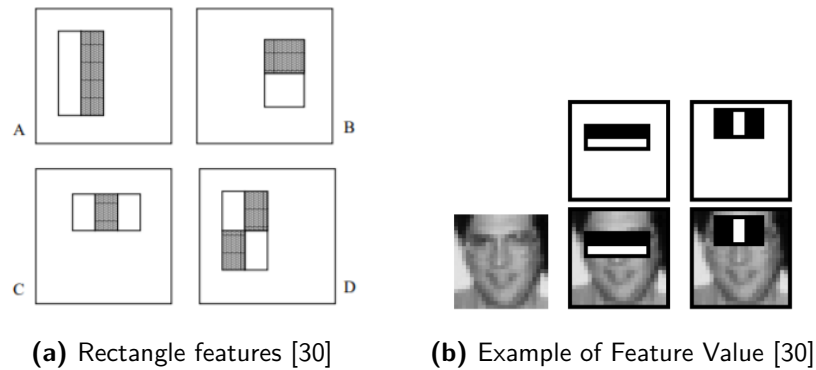 A
B
C
D
(a) Rectangle features [30]
(b) Example of Feature Value [30]